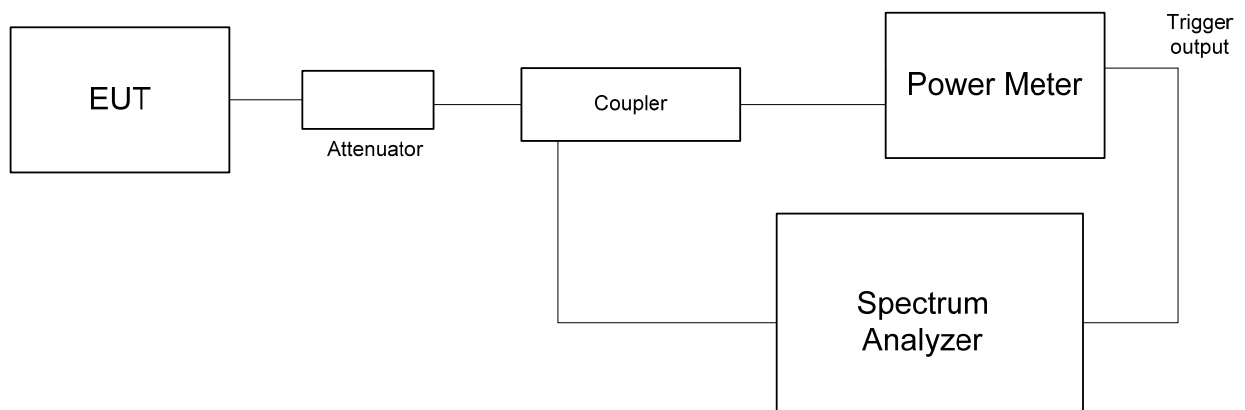 EUT
Attenuator
Coupler
Power Meter
Trigger
output
Spectrum
Analyzer